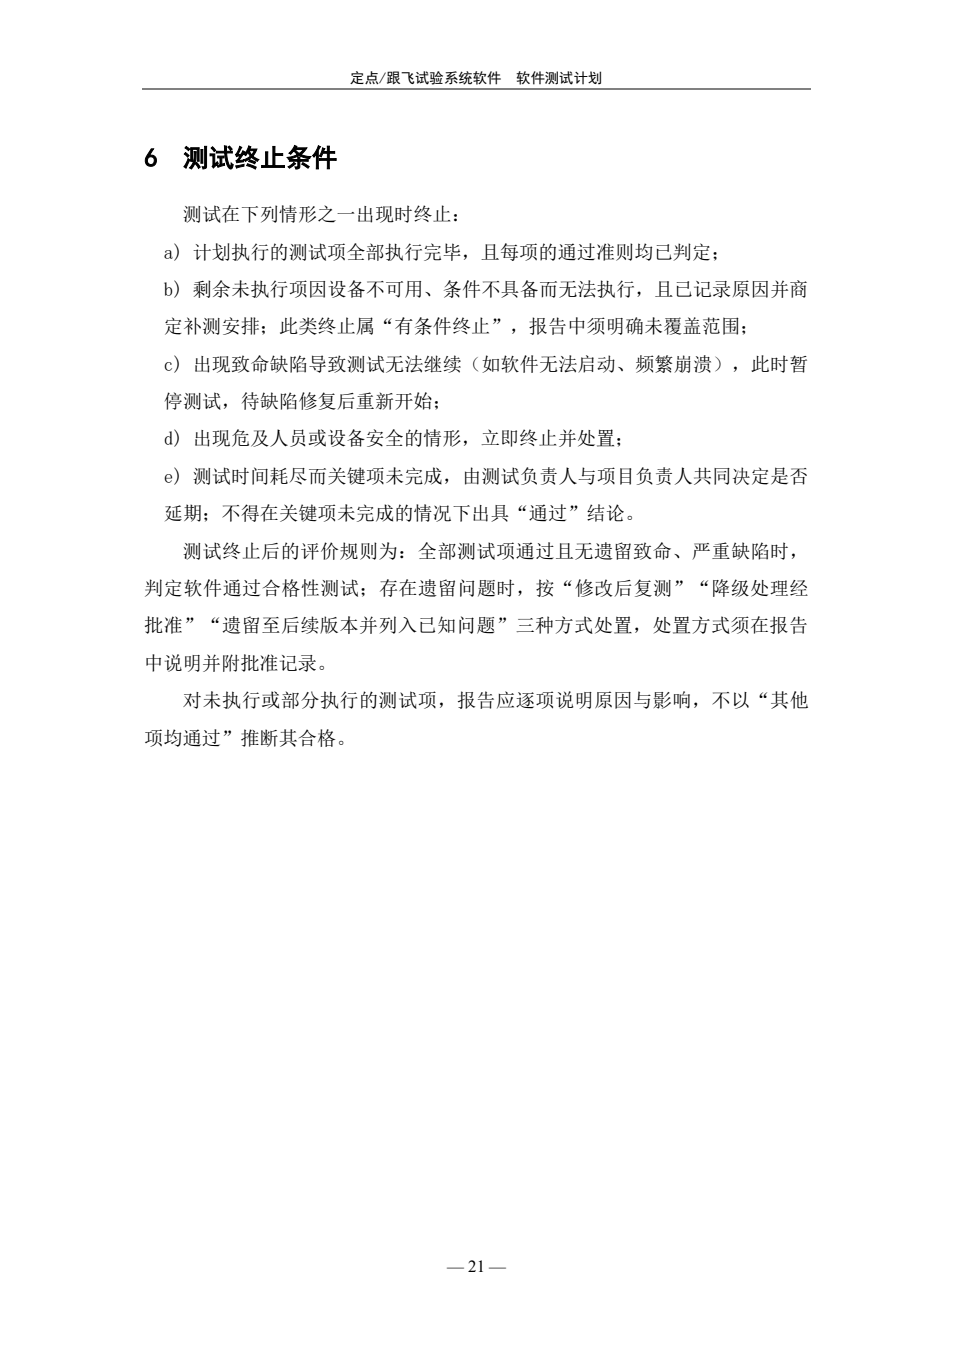 定点/跟飞试验系统软件　软件测试计划
6　测试终止条件
测试在下列情形之一出现时终止：
a) 计划执行的测试项全部执行完毕，且每项的通过准则均已判定；
b) 剩余未执行项因设备不可用、条件不具备而无法执行，且已记录原因并商
定补测安排；此类终止属“有条件终止”，报告中须明确未覆盖范围；
c) 出现致命缺陷导致测试无法继续（如软件无法启动、频繁崩溃），此时暂
停测试，待缺陷修复后重新开始；
d) 出现危及人员或设备安全的情形，立即终止并处置；
e) 测试时间耗尽而关键项未完成，由测试负责人与项目负责人共同决定是否
延期；不得在关键项未完成的情况下出具“通过”结论。
测试终止后的评价规则为：全部测试项通过且无遗留致命、严重缺陷时，
判定软件通过合格性测试；存在遗留问题时，按“修改后复测”“降级处理经
批准”“遗留至后续版本并列入已知问题”三种方式处置，处置方式须在报告
中说明并附批准记录。
对未执行或部分执行的测试项，报告应逐项说明原因与影响，不以“其他
项均通过”推断其合格。
— 21 —